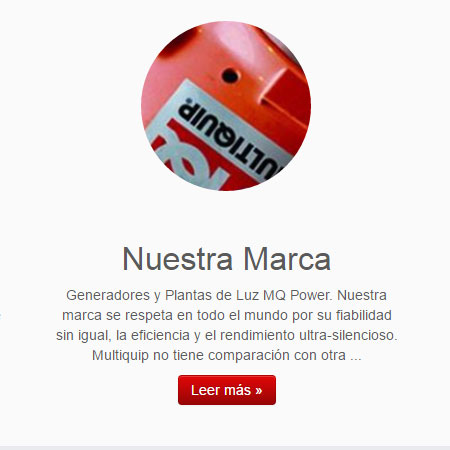 MULTIQUIP
MULTIQUIP
Nuestra Marca
Generadores y Plantas de Luz MQ Power. Nuestra
marca se respeta en todo el mundo por su fiabilidad
sin igual, la eficiencia y el rendimiento ultra-silencioso.
Multiquip no tiene comparación con otra ...
Leer más »